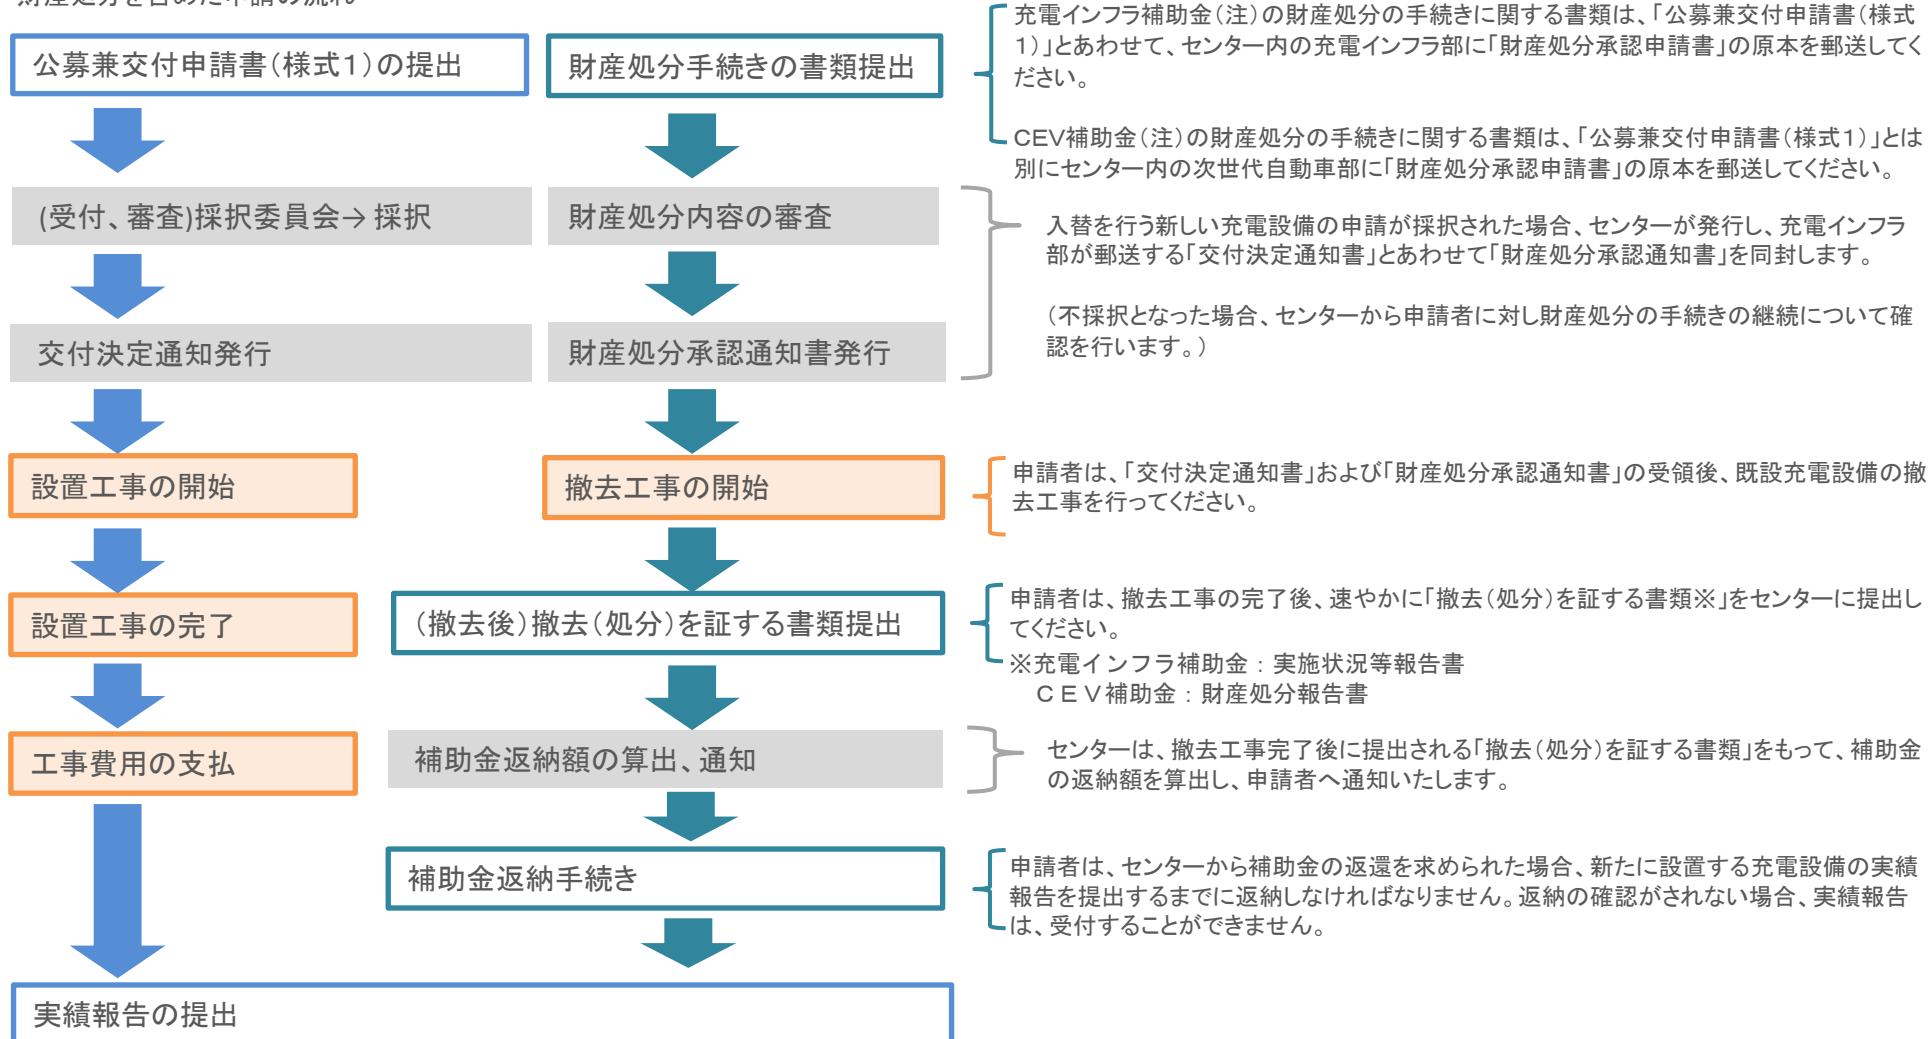 財産処分を含めた申請の流れ
公募兼交付申請書(様式1)の提出
(受付、審査)採択委員会→ 採択
交付決定通知発行
設置工事の開始
設置工事の完了
工事費用の支払
財産処分手続きの書類提出
財産処分内容の審査
財産処分承認通知書発行
撤去工事の開始
(撤去後)撤去(処分)を証する書類提出
補助金返納額の算出、通知
補助金返納手続き
実績報告の提出
充電インフラ補助金(注)の財産処分の手続きに関する書類は、「公募兼交付申請書(様式
1)」とあわせて、センター内の充電インフラ部に「財産処分承認申請書」の原本を郵送してく
ださい。
CEV補助金(注)の財産処分の手続きに関する書類は、「公募兼交付申請書(様式1)」とは
別にセンター内の次世代自動車部に「財産処分承認申請書」の原本を郵送してください。
入替を行う新しい充電設備の申請が採択された場合、センターが発行し、充電インフラ
部が郵送する「交付決定通知書」とあわせて「財産処分承認通知書」を同封します。
(不採択となった場合、センターから申請者に対し財産処分の手続きの継続について確
認を行います。)
申請者は、「交付決定通知書」および「財産処分承認通知書」の受領後、既設充電設備の撤
去工事を行ってください。
申請者は、撤去工事の完了後、速やかに「撤去(処分)を証する書類※」をセンターに提出し
てください。
※充電インフラ補助金:実施状況等報告書
CEV補助金:財産処分報告書
センターは、撤去工事完了後に提出される「撤去(処分)を証する書類」をもって、補助金
の返納額を算出し、申請者へ通知いたします。
申請者は、センターから補助金の返還を求められた場合、新たに設置する充電設備の実績
報告を提出するまでに返納しなければなりません。返納の確認がされない場合、実績報告
は、受付することができません。